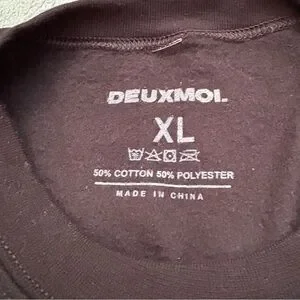 DEUXMOI.
XL
50% COTTON 50% POLYESTER
MADE IN CHINA